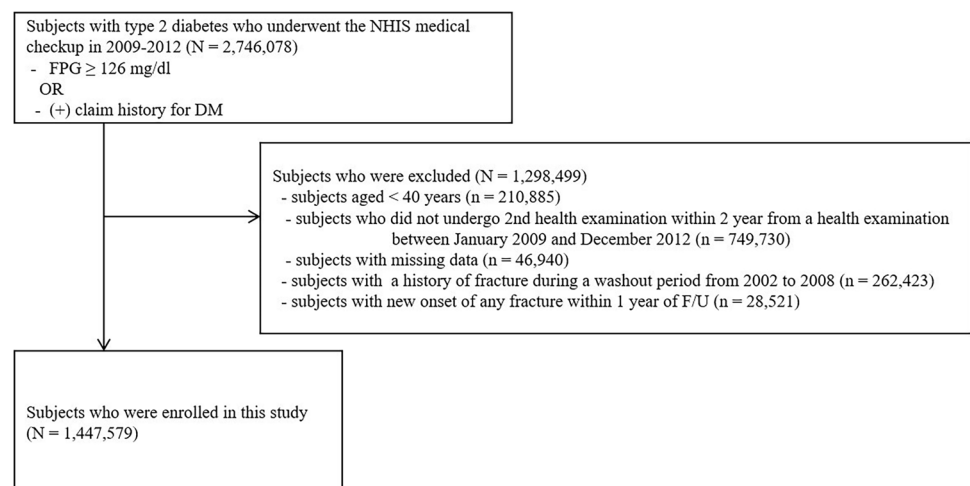 Subjects with type 2 diabetes who underwent the NHIS medical
checkup in 2009-2012 (N = 2,746,078)
- FPG ≥ 126 mg/dl
OR
- (+) claim history for DM
Subjects who were excluded (N = 1,298,499)
- subjects aged < 40 years (n = 210,885)
- subjects who did not undergo 2nd health examination within 2 year from a health examination
between January 2009 and December 2012 (n = 749,730)
- subjects with missing data (n = 46,940)
- subjects with a history of fracture during a washout period from 2002 to 2008 (n = 262,423)
- subjects with new onset of any fracture within 1 year of F/U (n = 28,521)
Subjects who were enrolled in this study
(N = 1,447,579)